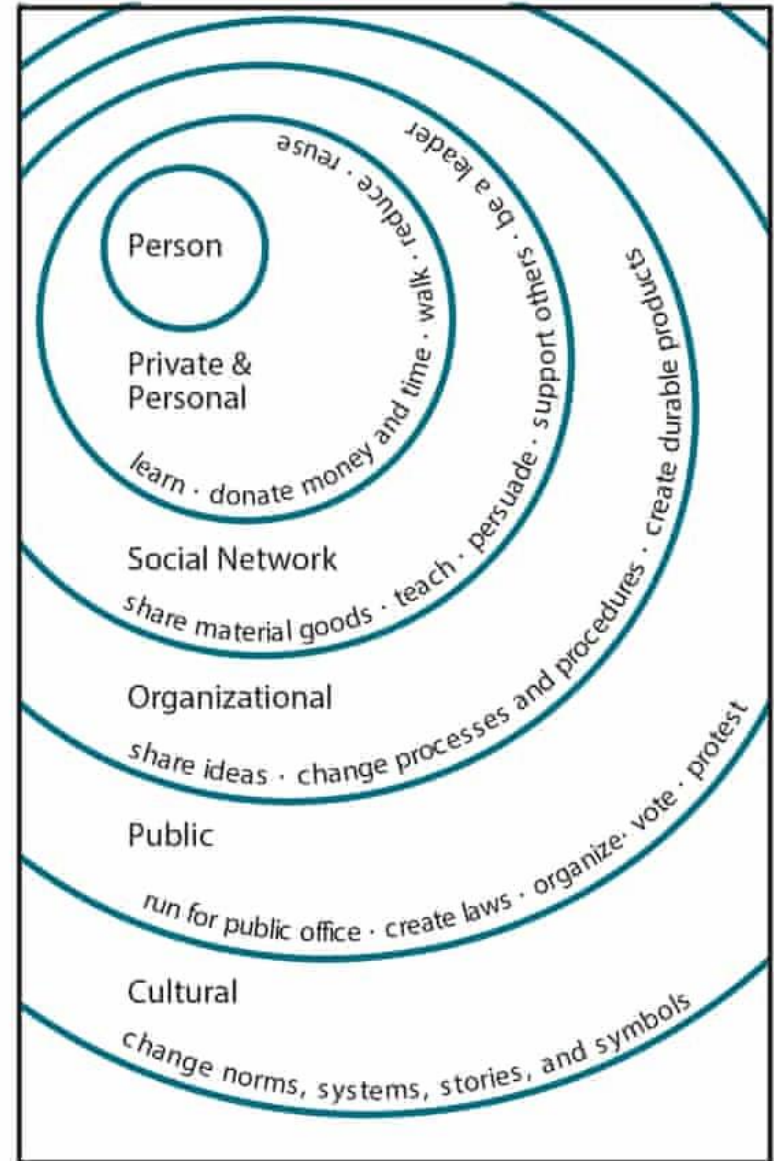 Person
Private &
Personal
learn · donate money and time · walk · reduce · reuse
Social Network
share material goods · teach · persuade · support others · be a leader
Organizational
share ideas · change processes and procedures · create durable products
Public
run for public office · create laws · organize· vote · protest
Cultural
change norms, systems, stories, and symbols